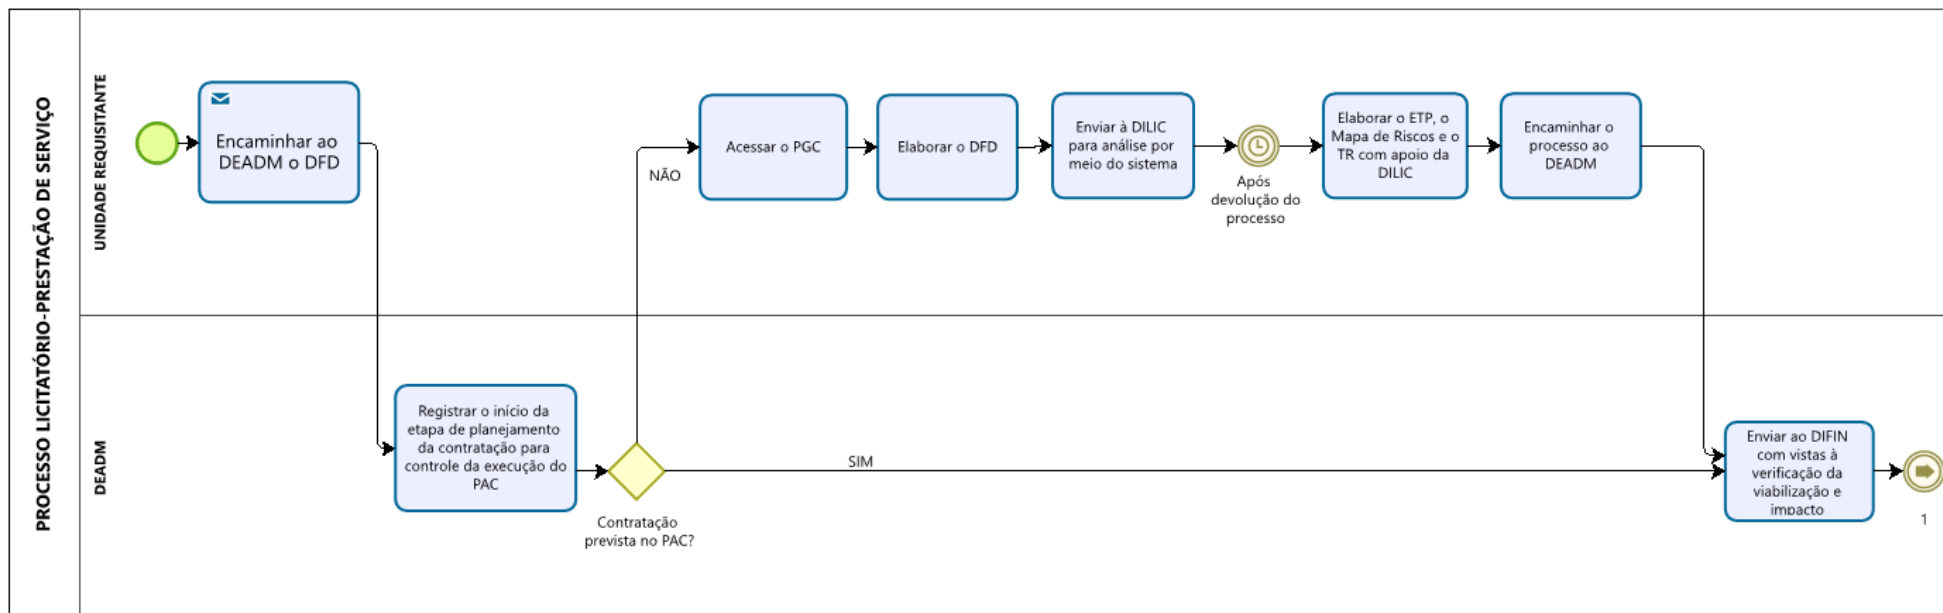 PROCESSO LICITATÓRIO-PRESTAÇÃO DE SERVIÇO
UNIDADE REQUISITANTE
Encaminhar ao
DEADM o DFD
NÃO
Acessar o PGC
Elaborar o DFD
Enviar à DILIC
para análise por
meio do sistema
Após
devolução do
processo
Elaborar o ETP, o
Mapa de Riscos e o
TR com apoio da
DILIC
Encaminhar o
processo ao
DEADM
DEADM
Registrar o início da
etapa de planejamento
da contratação para
controle da execução do
PAC
Contratação
prevista no PAC?
SIM
Enviar ao DIFIN
com vistas à
verificação da
viabilização e
impacto
1